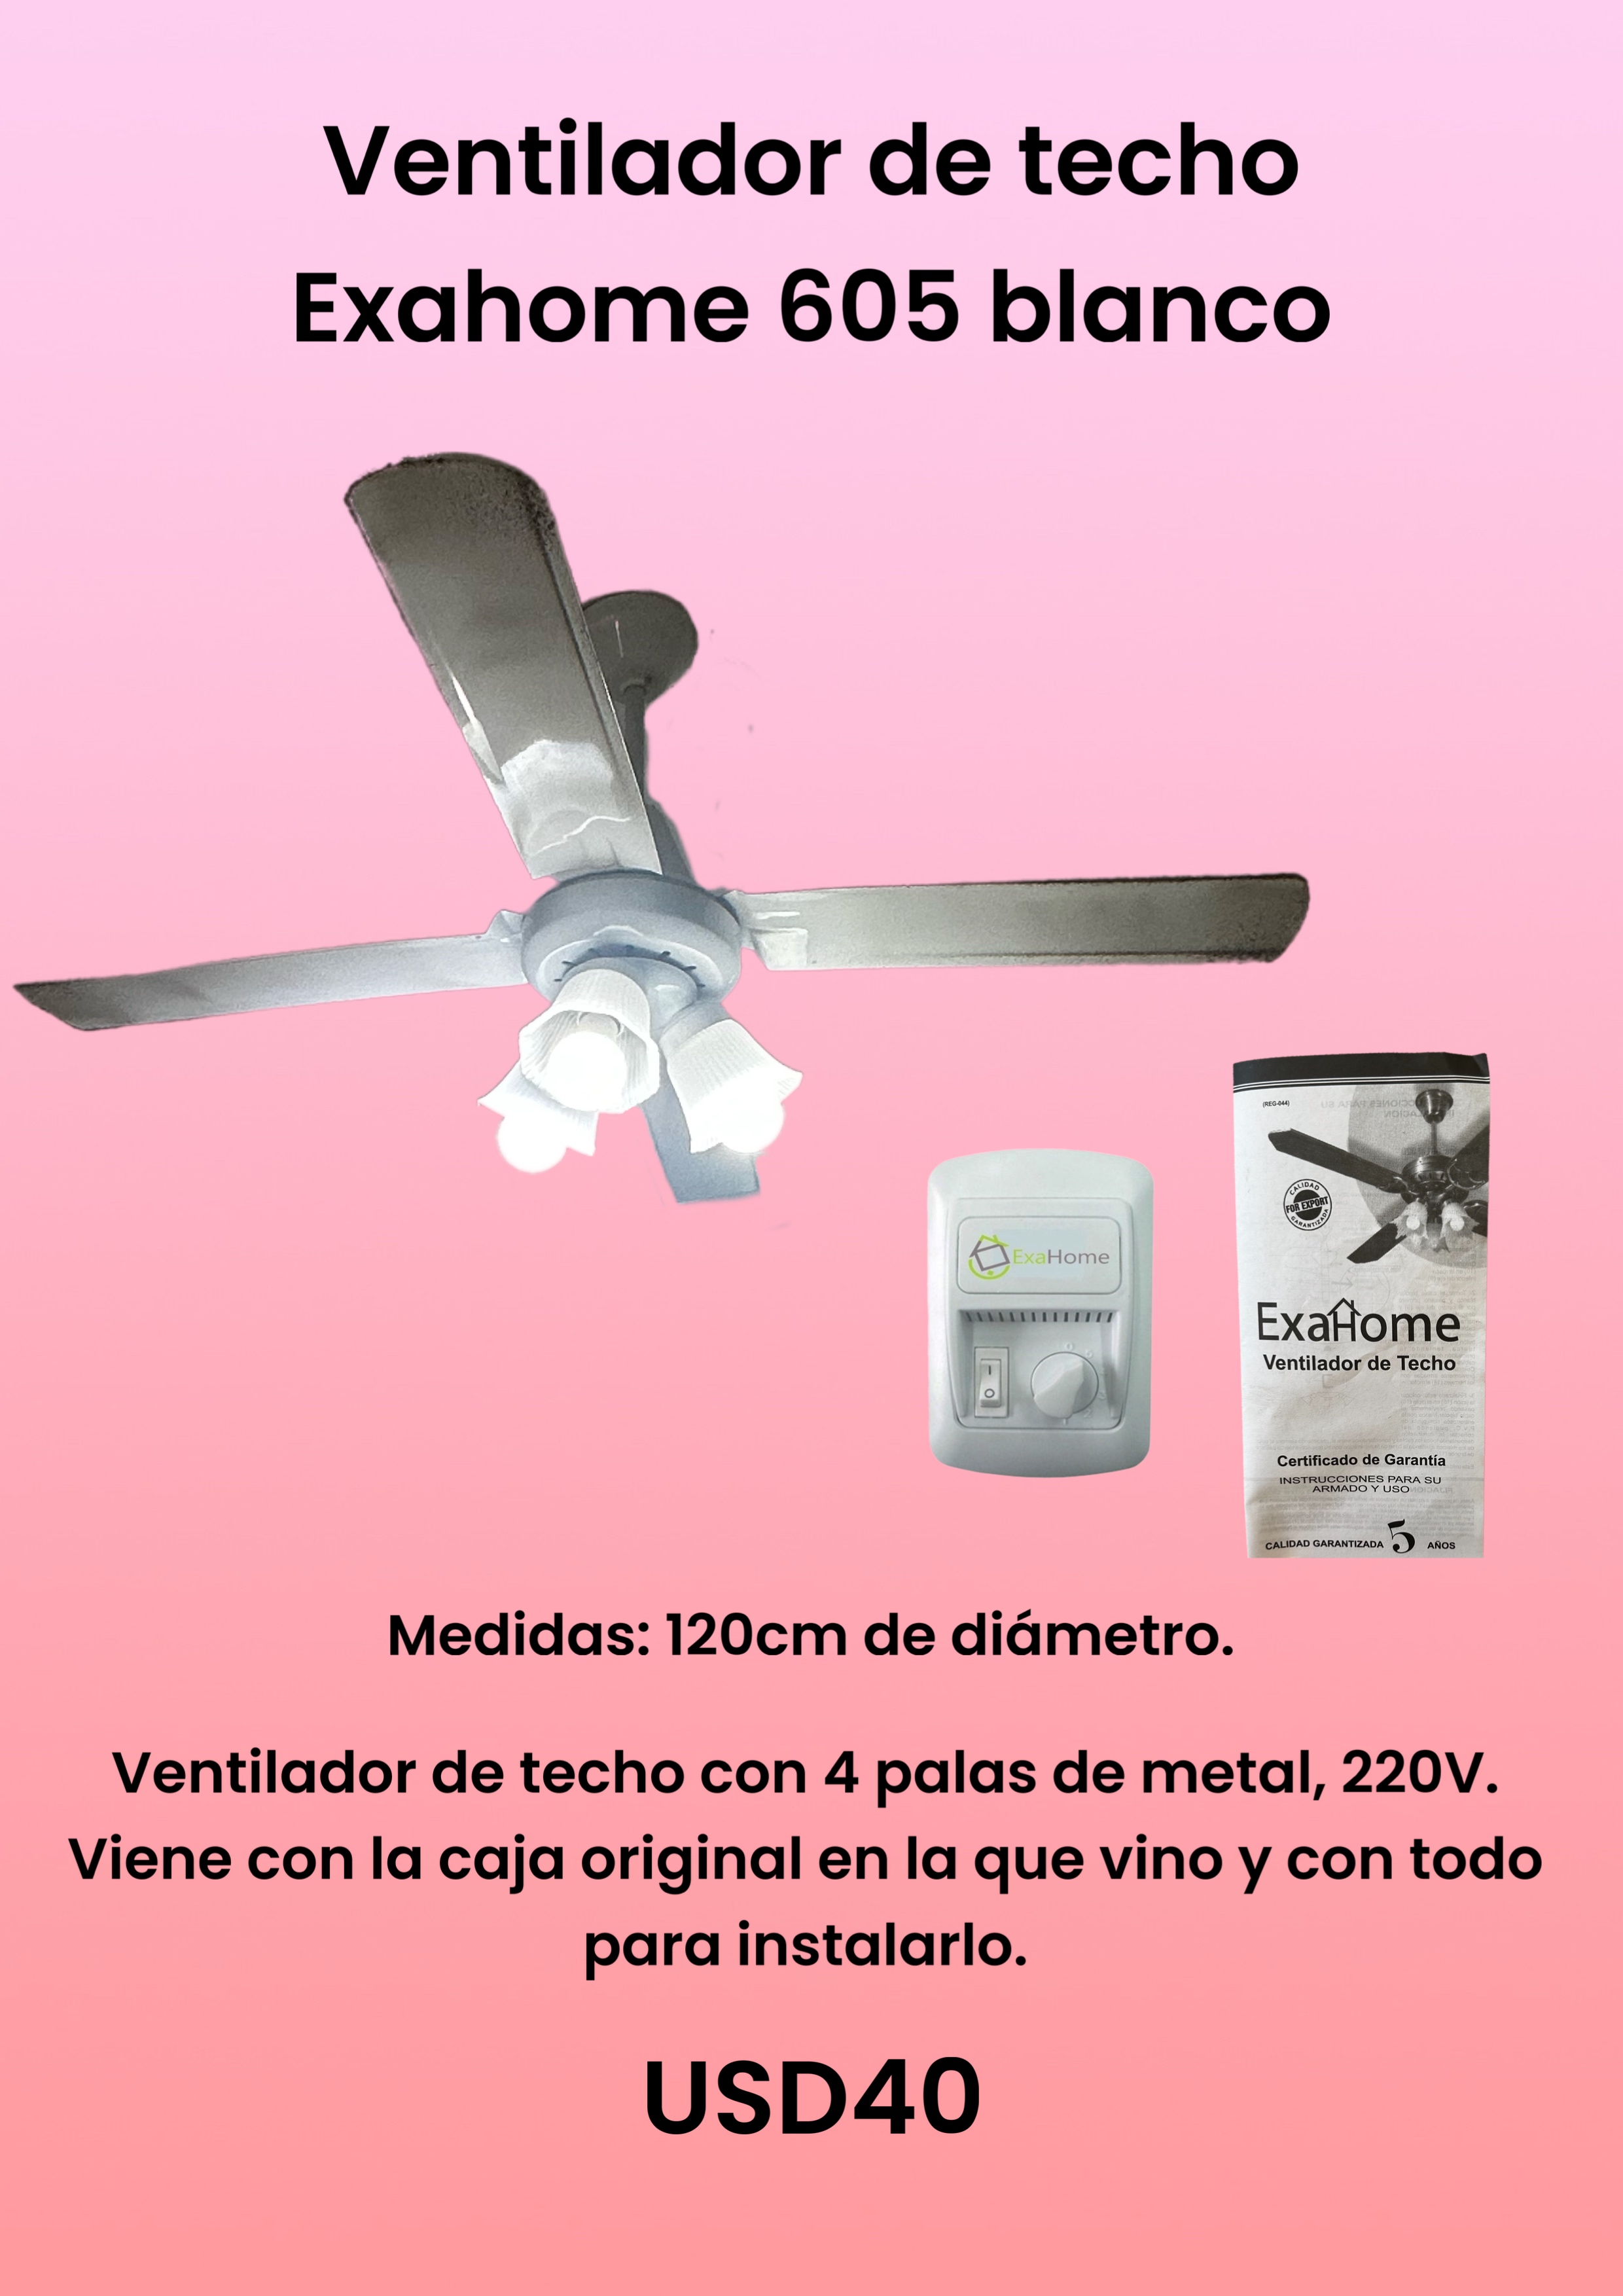 Ventilador de techo
Exahome 605 blanco
(REG-044)
CALIDAD
FOR EXPORT
GARANTIZADA
ExaHome
ExaHome
Ventilador de Techo
Certificado de Garantía
INSTRUCCIONES PARA SU
ARMADO Y USO
CALIDAD GARANTIZADA 5 AÑOS
Medidas: 120cm de diámetro.
Ventilador de techo con 4 palas de metal, 220V.
Viene con la caja original en la que vino y con todo
para instalarlo.
USD40